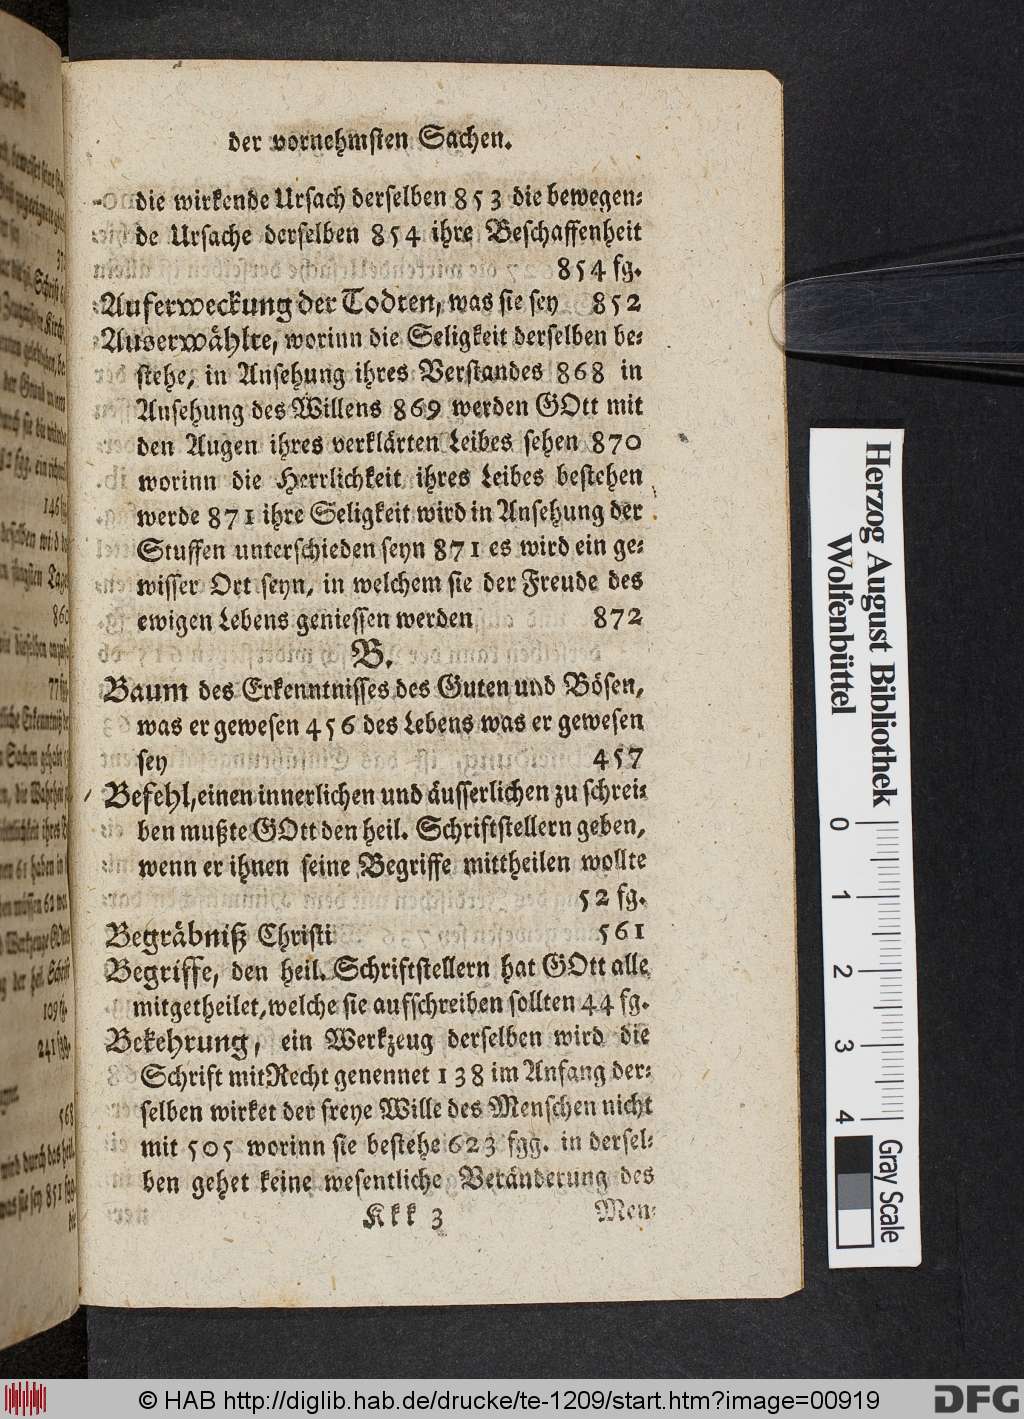 der vornehmsten Sachen.
die wirkende Ursach derselben 853 die bewegen⸗
de Ursache derselben 854 ihre Beschaffenheit
854 fg.
Auferweckung der Todten, was sie sey 852
Auserwählte, worinn die Seligkeit derselben be⸗
stehe, in Ansehung ihres Verstandes 868 in
Ansehung des Willens 869 werden GOtt mit
den Augen ihres verklärten Leibes sehen 870
worinn die Herrlichkeit ihres Leibes bestehen
werde 871 ihre Seligkeit wird in Ansehung der
Stuffen unterschieden seyn 871 es wird ein ge⸗
wisser Ort seyn, in welchem sie der Freude des
ewigen Lebens geniessen werden 872
B.
Baum des Erkenntnisses des Guten und Bösen,
was er gewesen 456 des Lebens was er gewesen
sey 457
Befehl, einen innerlichen und äusserlichen zu schrei⸗
ben mußte GOtt den heil. Schriftstellern geben,
wenn er ihnen seine Begriffe mittheilen wollte
52 fg.
Begräbniß Christi 561
Begriffe, den heil. Schriftstellern hat GOtt alle
mitgetheilet, welche sie aufschreiben sollten 44 fg.
Bekehrung, ein Werkzeug derselben wird die
Schrift mit Recht genennet 138 im Anfang der⸗
selben wirket der freye Wille des Menschen nicht
mit 505 worinn sie bestehe 623 fgg. in dersel⸗
ben gehet keine wesentliche Veränderung des
Kkk 3 Men⸗
Herzog August Bibliothek
Wolfenbüttel
0 1 2 3 4
Gray Scale
© HAB http://diglib.hab.de/drucke/te-1209/start.htm?image=00919
DFG